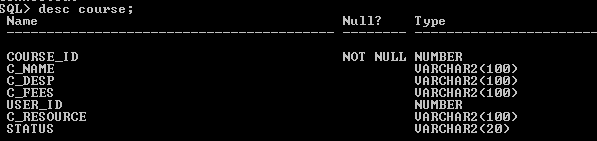 SQL> desc course;
Name Null? Type
COURSE_ID NOT NULL NUMBER
C_NAME VARCHAR2(100)
C_DESP VARCHAR2(100)
C_FEES VARCHAR2(100)
USER_ID NUMBER
C_RESOURCE VARCHAR2(100)
STATUS VARCHAR2(20)